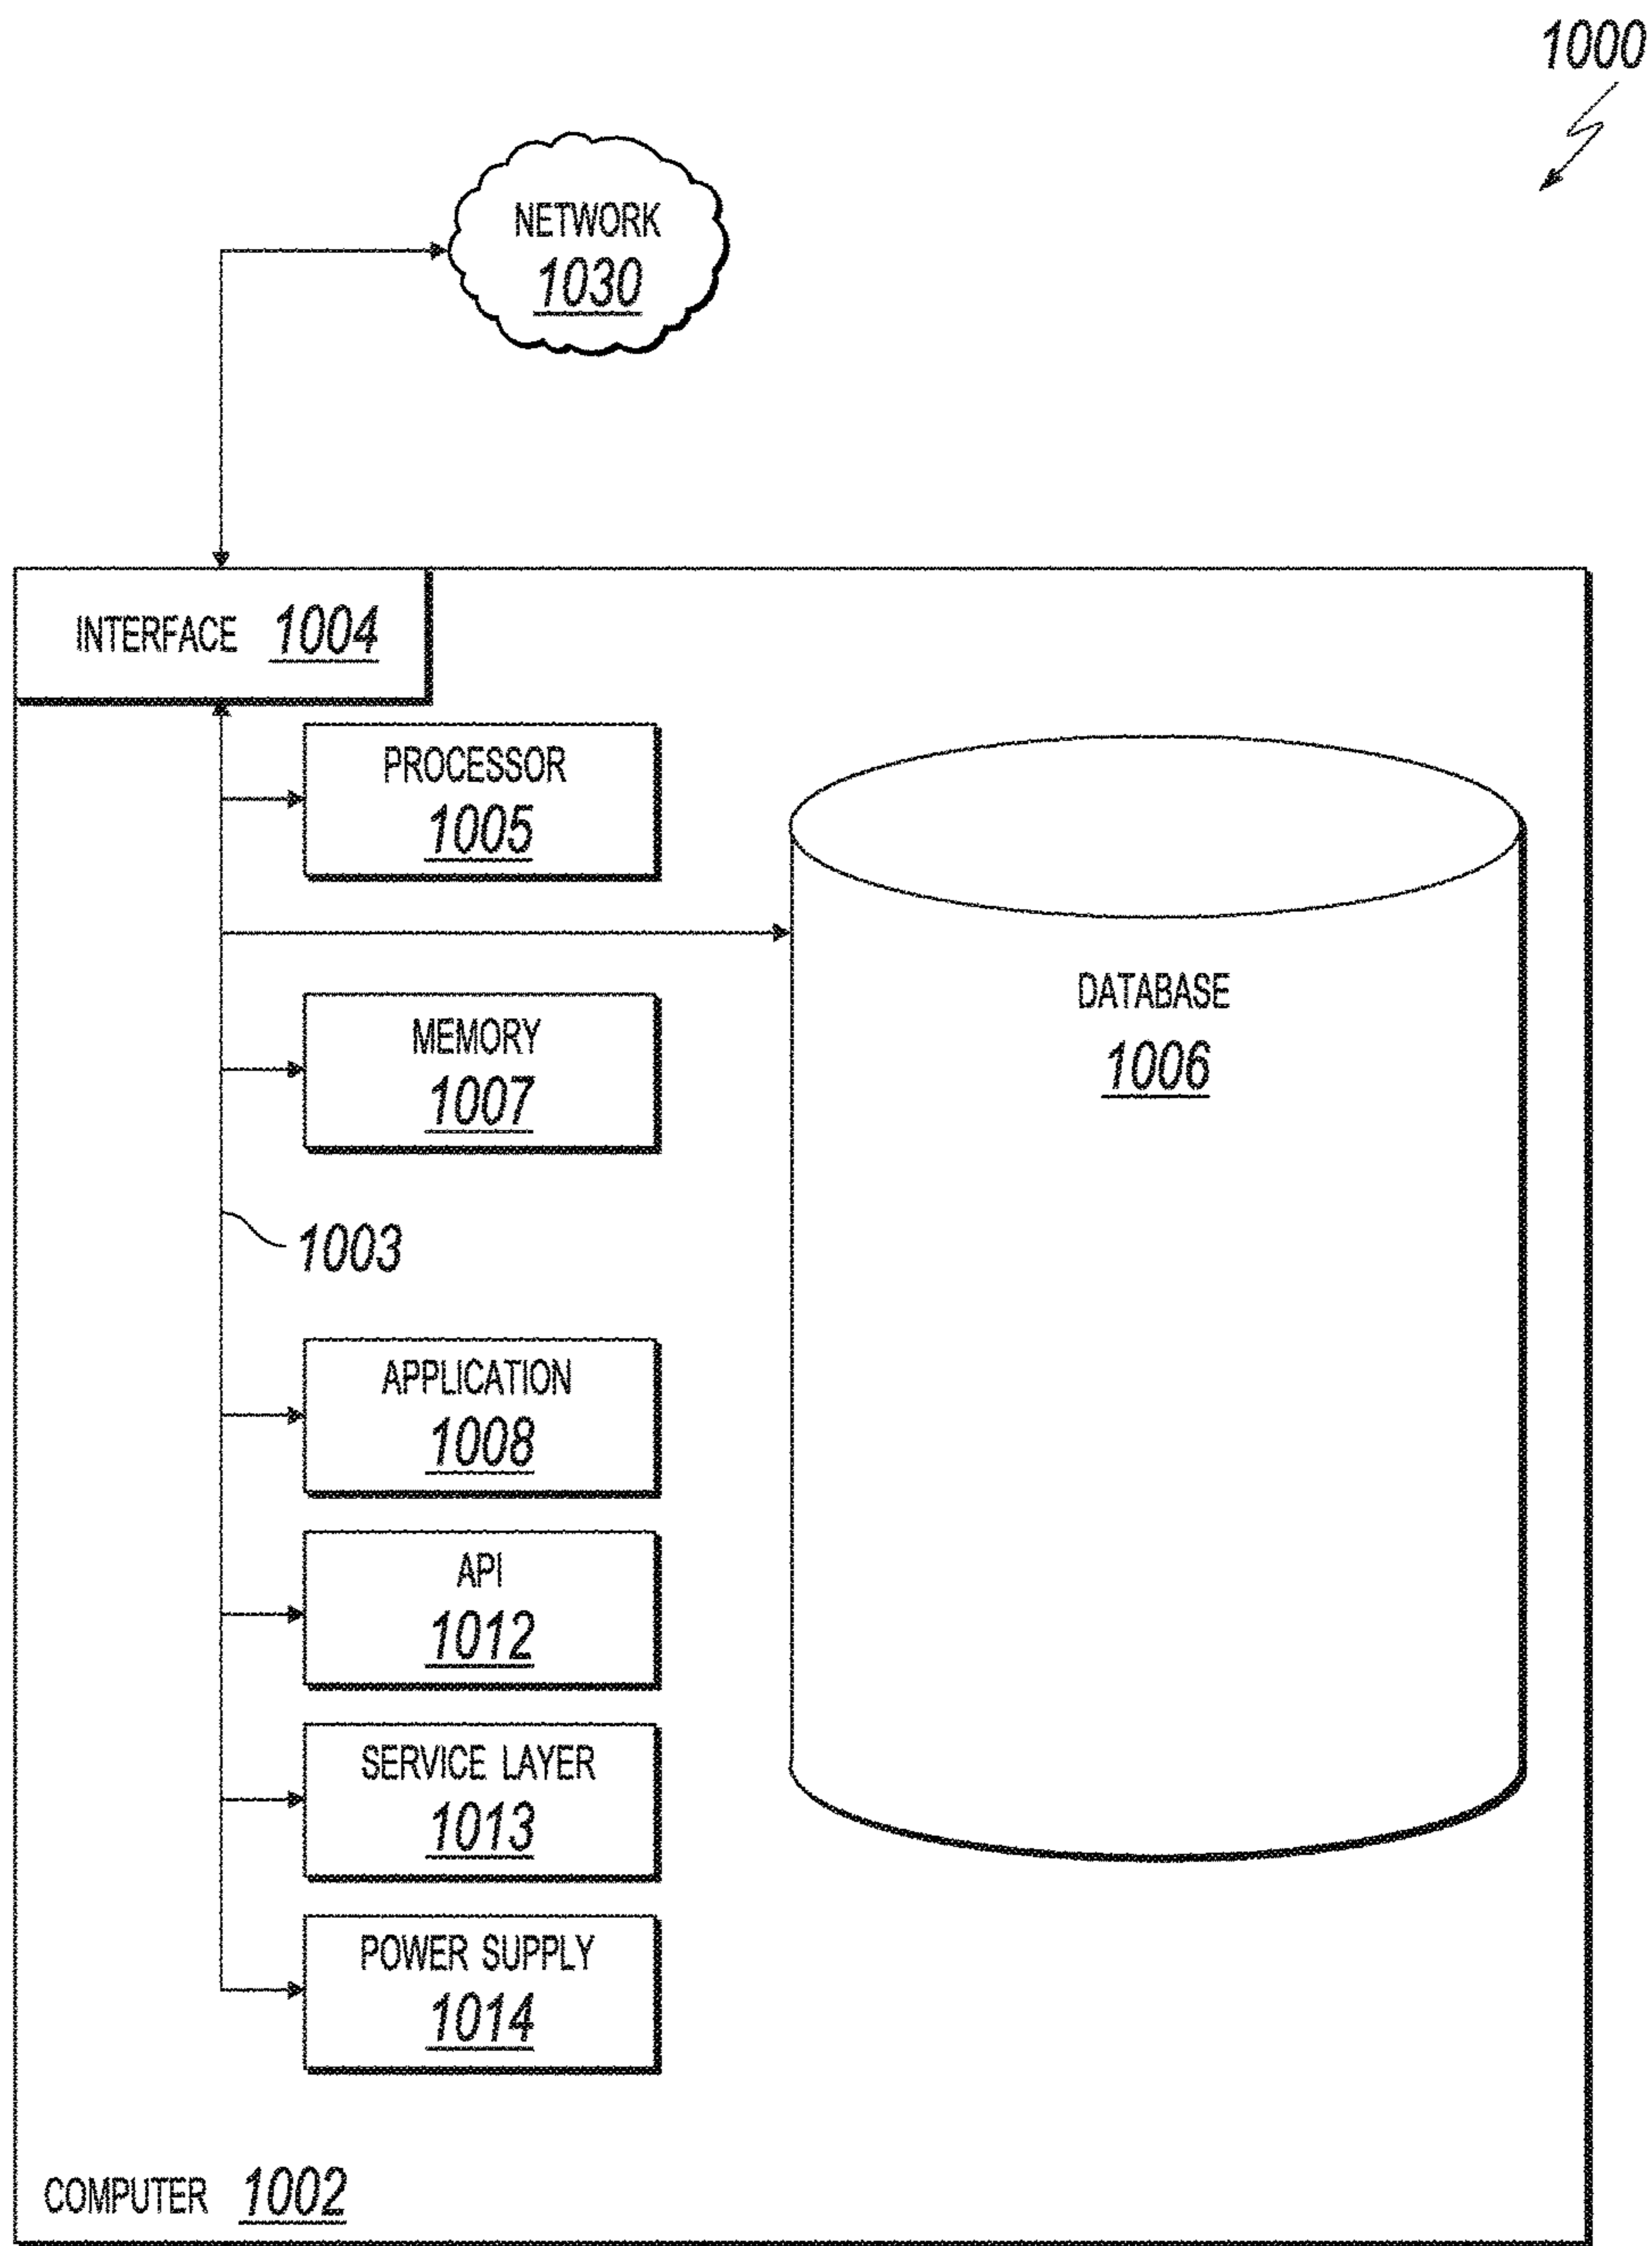 1000
NETWORK
1030
INTERFACE 1004
PROCESSOR
1005
DATABASE
1006
MEMORY
1007
1003
APPLICATION
1008
API
1012
SERVICE LAYER
1013
POWER SUPPLY
1014
COMPUTER 1002